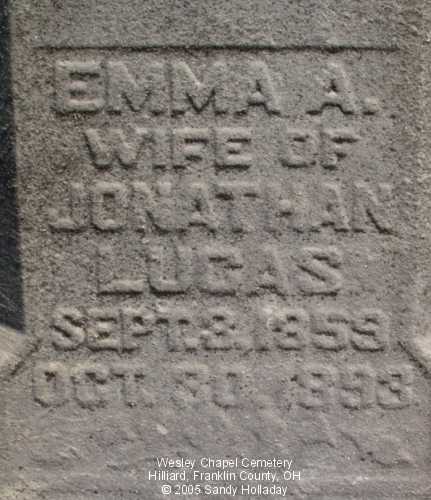 EMMA A.
WIFE OF
JONATHAN
LUCAS.
SEPT. 3, 1859
OCT. 30, 1893
Wesley Chapel Cemetery
Hilliard, Franklin County, OH
© 2005 Sandy Holladay